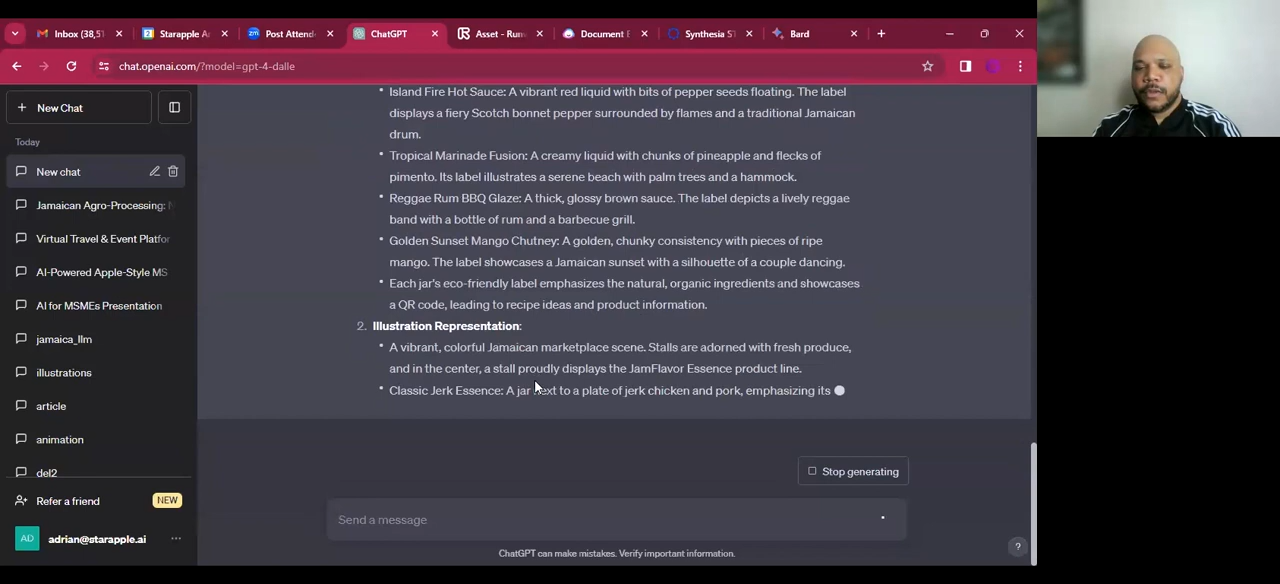 Inbox (38,5
Starapple A
Post Attend
ChatGPT
Asset - Run
Document E
Synthesia ST
Bard
chat.openai.com/?model=gpt-4-dalle
New Chat
Today
New chat
Jamaican Agro-Processing:
Virtual Travel & Event Platfor
AI-Powered Apple-Style MS
AI for MSMEs Presentation
jamaica_llm
illustrations
article
animation
del2
Refer a friend
NEW
AD
adrian@starapple.ai
Island Fire Hot Sauce: A vibrant red liquid with bits of pepper seeds floating. The label
displays a fiery Scotch bonnet pepper surrounded by flames and a traditional Jamaican
drum.
Tropical Marinade Fusion: A creamy liquid with chunks of pineapple and flecks of
pimento. Its label illustrates a serene beach with palm trees and a hammock.
Reggae Rum BBQ Glaze: A thick, glossy brown sauce. The label depicts a lively reggae
band with a bottle of rum and a barbecue grill.
Golden Sunset Mango Chutney: A golden, chunky consistency with pieces of ripe
mango. The label showcases a Jamaican sunset with a silhouette of a couple dancing.
Each jar's eco-friendly label emphasizes the natural, organic ingredients and showcases
a QR code, leading to recipe ideas and product information.
2. Illustration Representation:
A vibrant, colorful Jamaican marketplace scene. Stalls are adorned with fresh produce,
and in the center, a stall proudly displays the JamFlavor Essence product line.
Classic Jerk Essence: A jar next to a plate of jerk chicken and pork, emphasizing its
Stop generating
Send a message
ChatGPT can make mistakes. Verify important information.
?